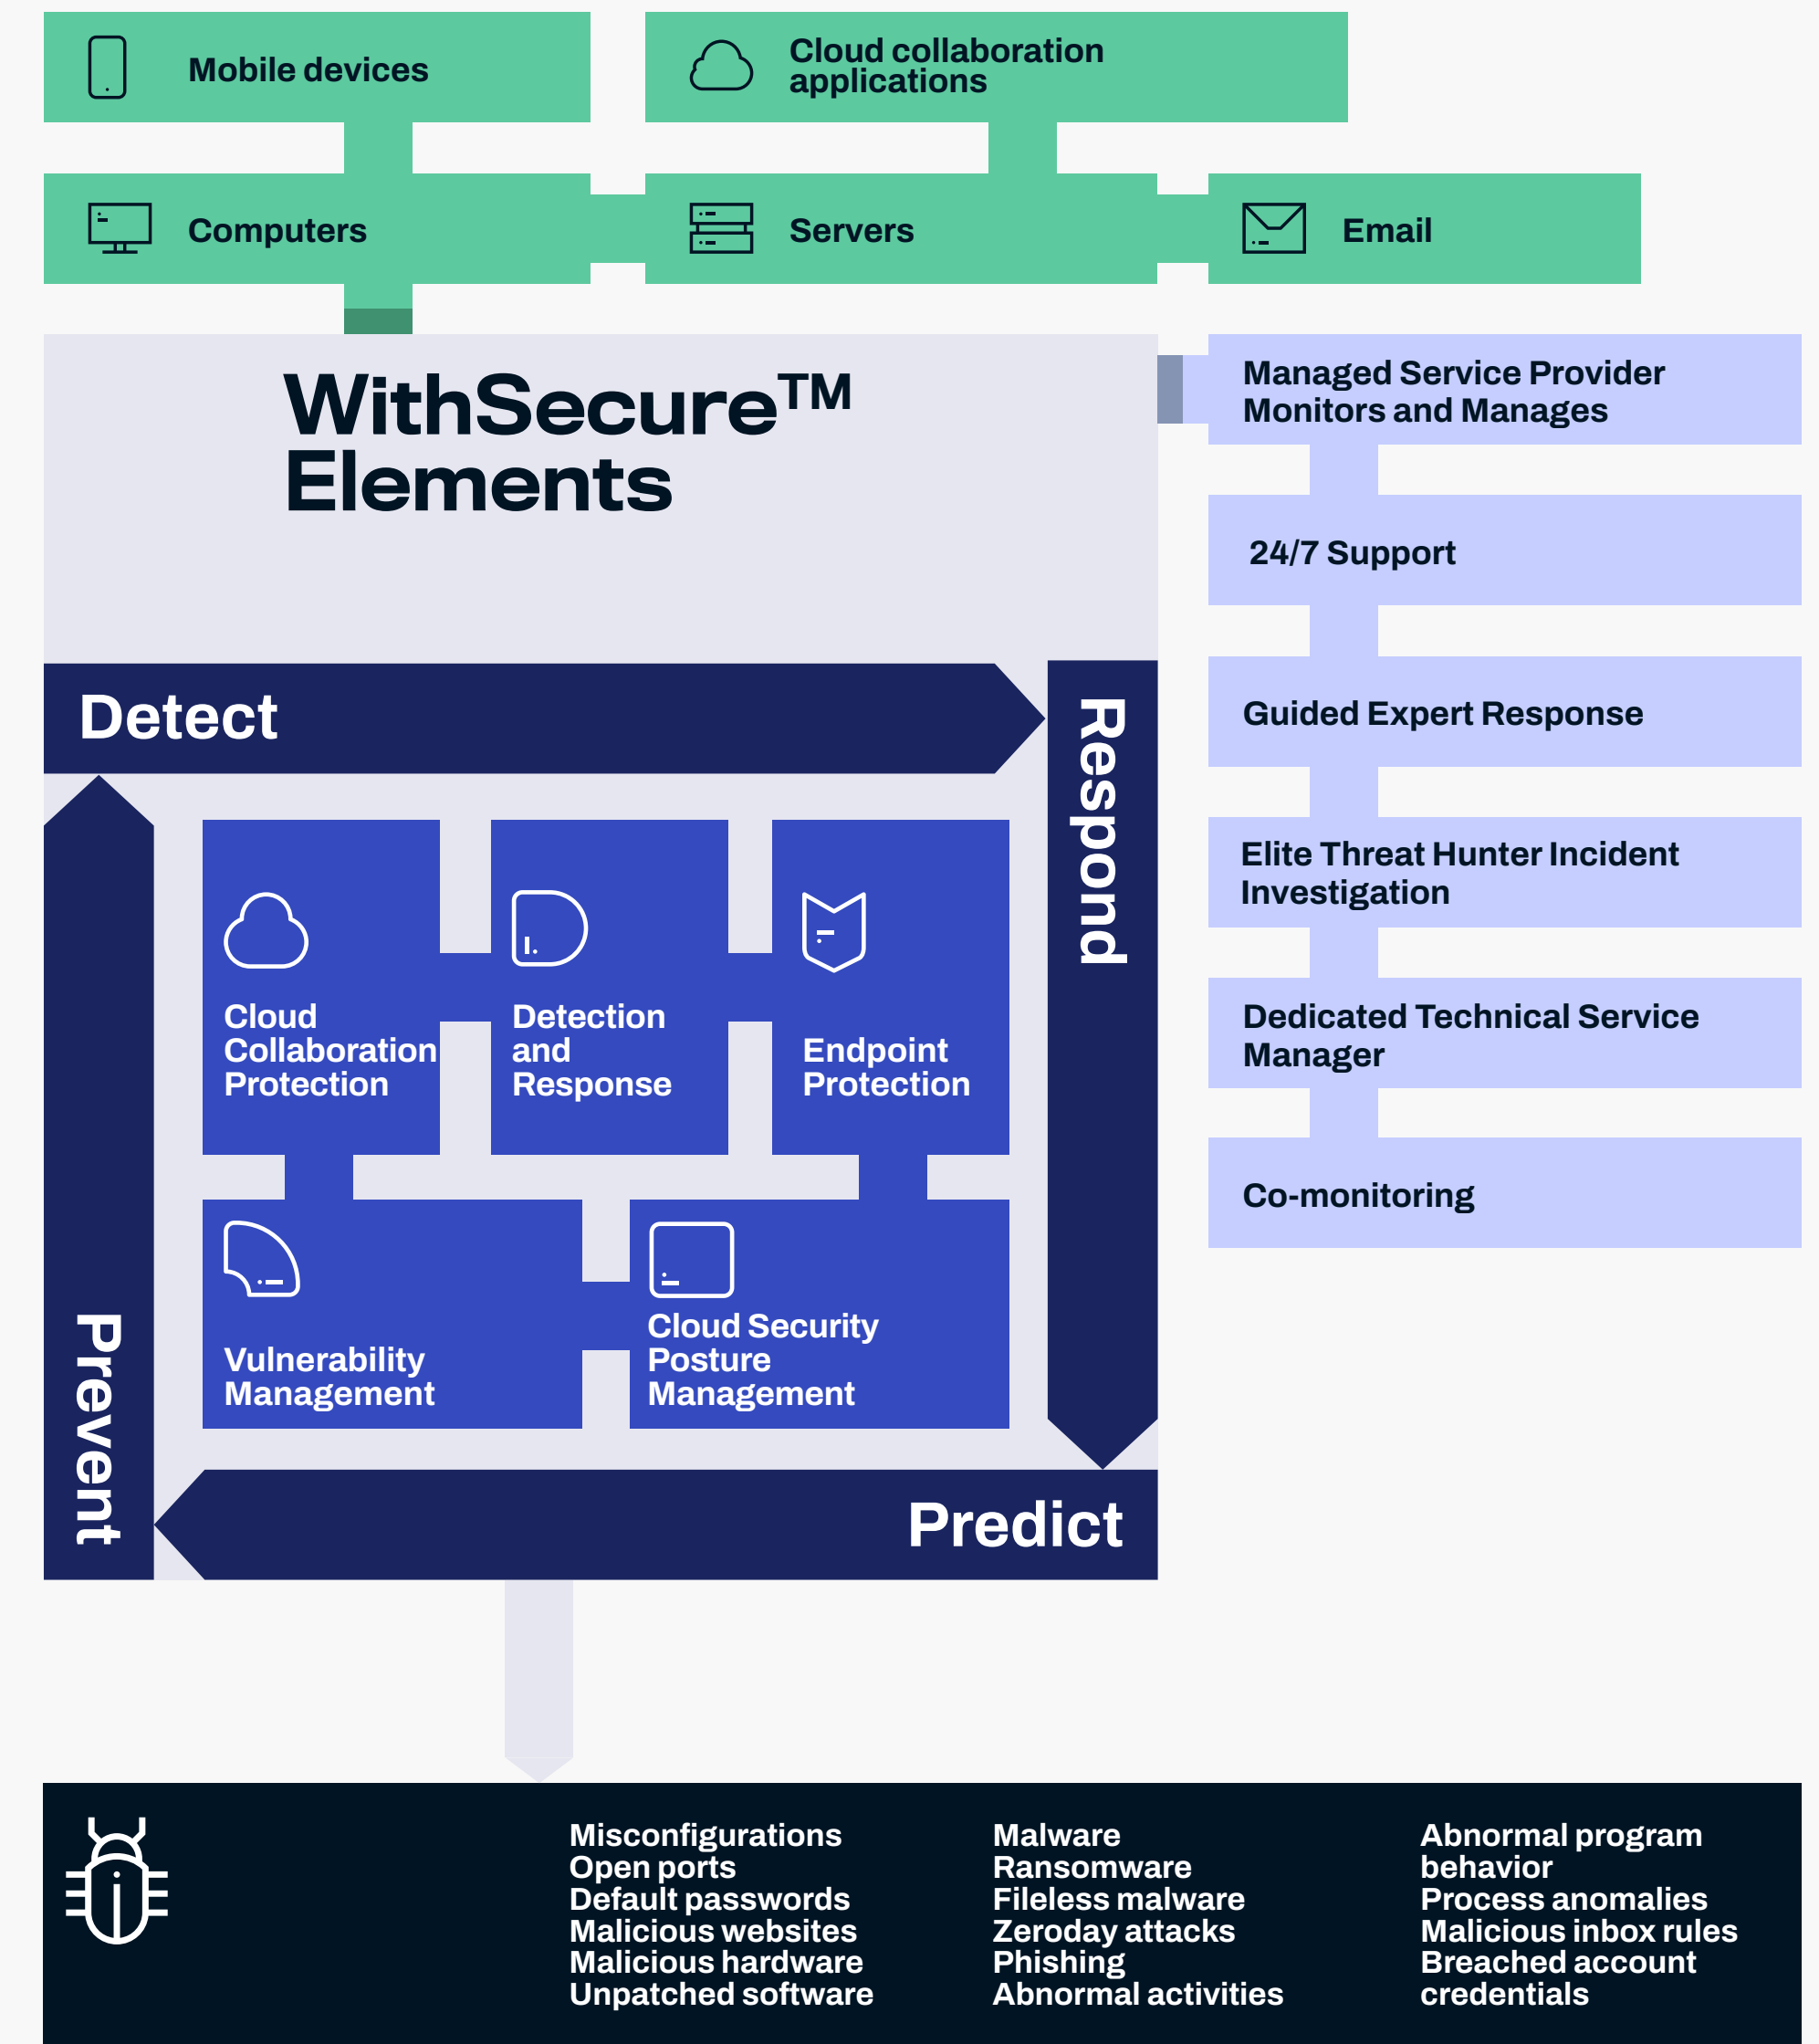 Mobile devices
Cloud collaboration
applications
Computers
Servers
Email
WithSecure™
Elements
Managed Service Provider
Monitors and Manages
24/7 Support
Guided Expert Response
Elite Threat Hunter Incident
Investigation
Dedicated Technical Service
Manager
Co-monitoring
Detect
Respond
Cloud
Collaboration
Protection
Detection
and
Response
Endpoint
Protection
Vulnerability
Management
Cloud Security
Posture
Management
Prevent
Predict
Misconfigurations
Open ports
Default passwords
Malicious websites
Malicious hardware
Unpatched software
Malware
Ransomware
Fileless malware
Zeroday attacks
Phishing
Abnormal activities
Abnormal program
behavior
Process anomalies
Malicious inbox rules
Breached account
credentials